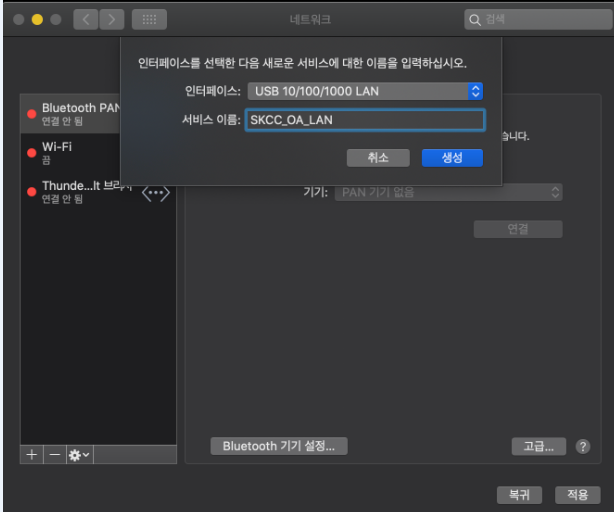 네트워크
검색
인터페이스를 선택한 다음 새로운 서비스에 대한 이름을 입력하십시오.
인터페이스: USB 10/100/1000 LAN
서비스 이름: SKCC_OA_LAN
취소 생성
Bluetooth PAN
연결 안 됨
습니다.
Wi-Fi
끔
Thunde...lt 브리지
연결 안 됨
기기: PAN 기기 없음
연결
Bluetooth 기기 설정...
고급... ?
복귀 적용